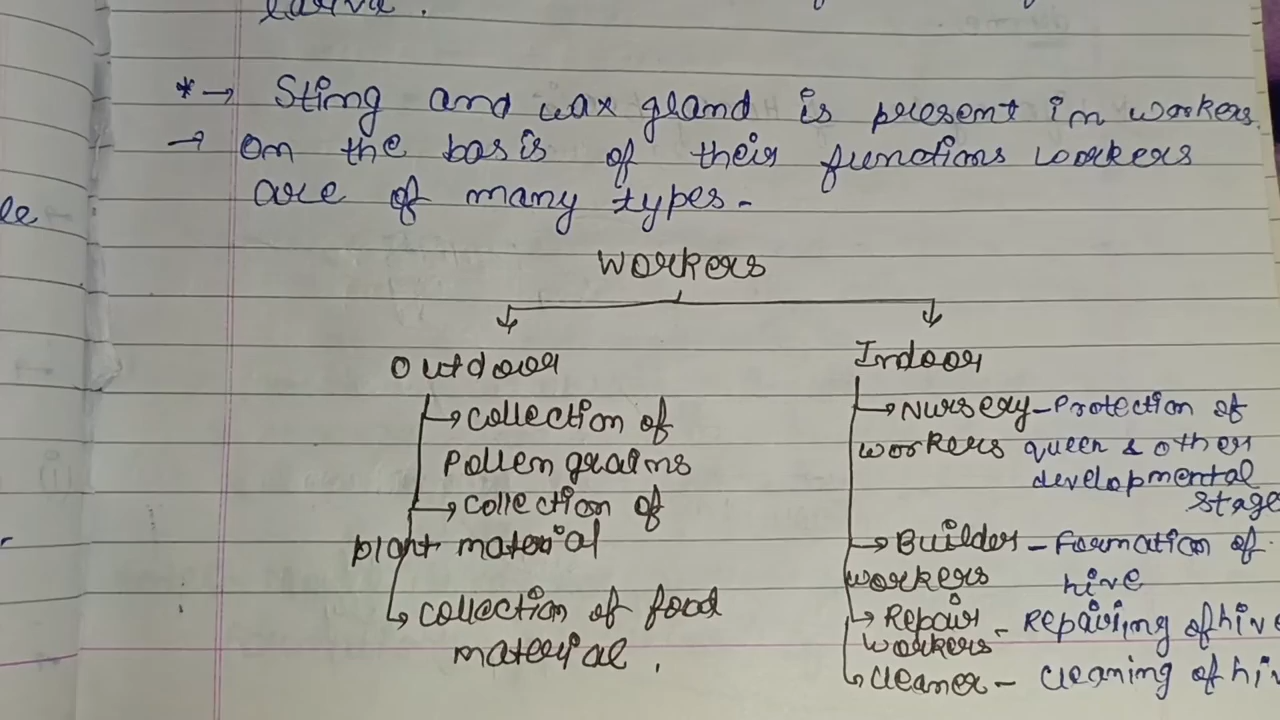 larva.
*→ Sting and wax gland is present in workers.
→ on the basis of their functions workers
are of many types-
le
workers
outdoor
→ collection of
pollen grains
→ collection of
plant material
→ collection of food
material.
Indoor
→ Nursery - Protection of
workers queen & other
developmental
stage
→ Builder - Formation of
workers hive
→ Repair - Repairing of hive
workers
→ cleaner - cleaning of hi